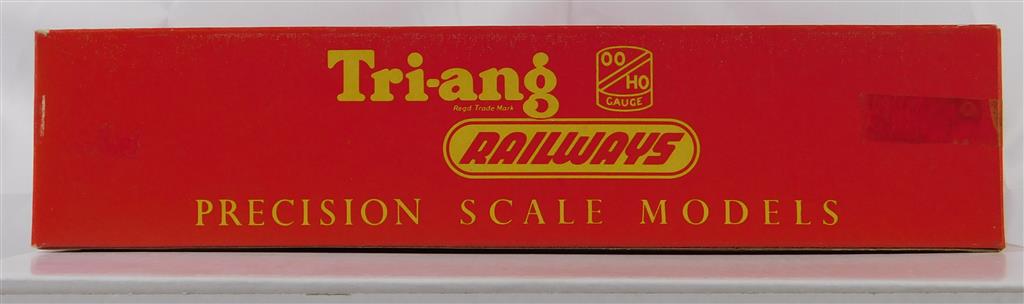 Tri-ang
Regd. Trade Mark
OO/HO
GAUGE
RAILWAYS
PRECISION SCALE MODELS